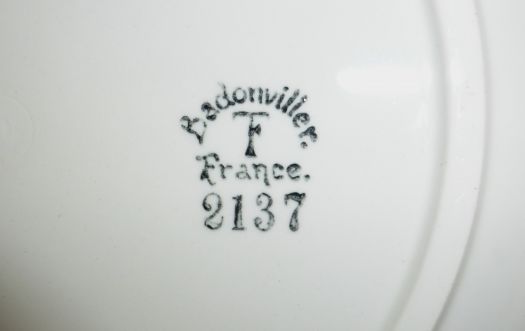 Badonviller.
F
France.
2137